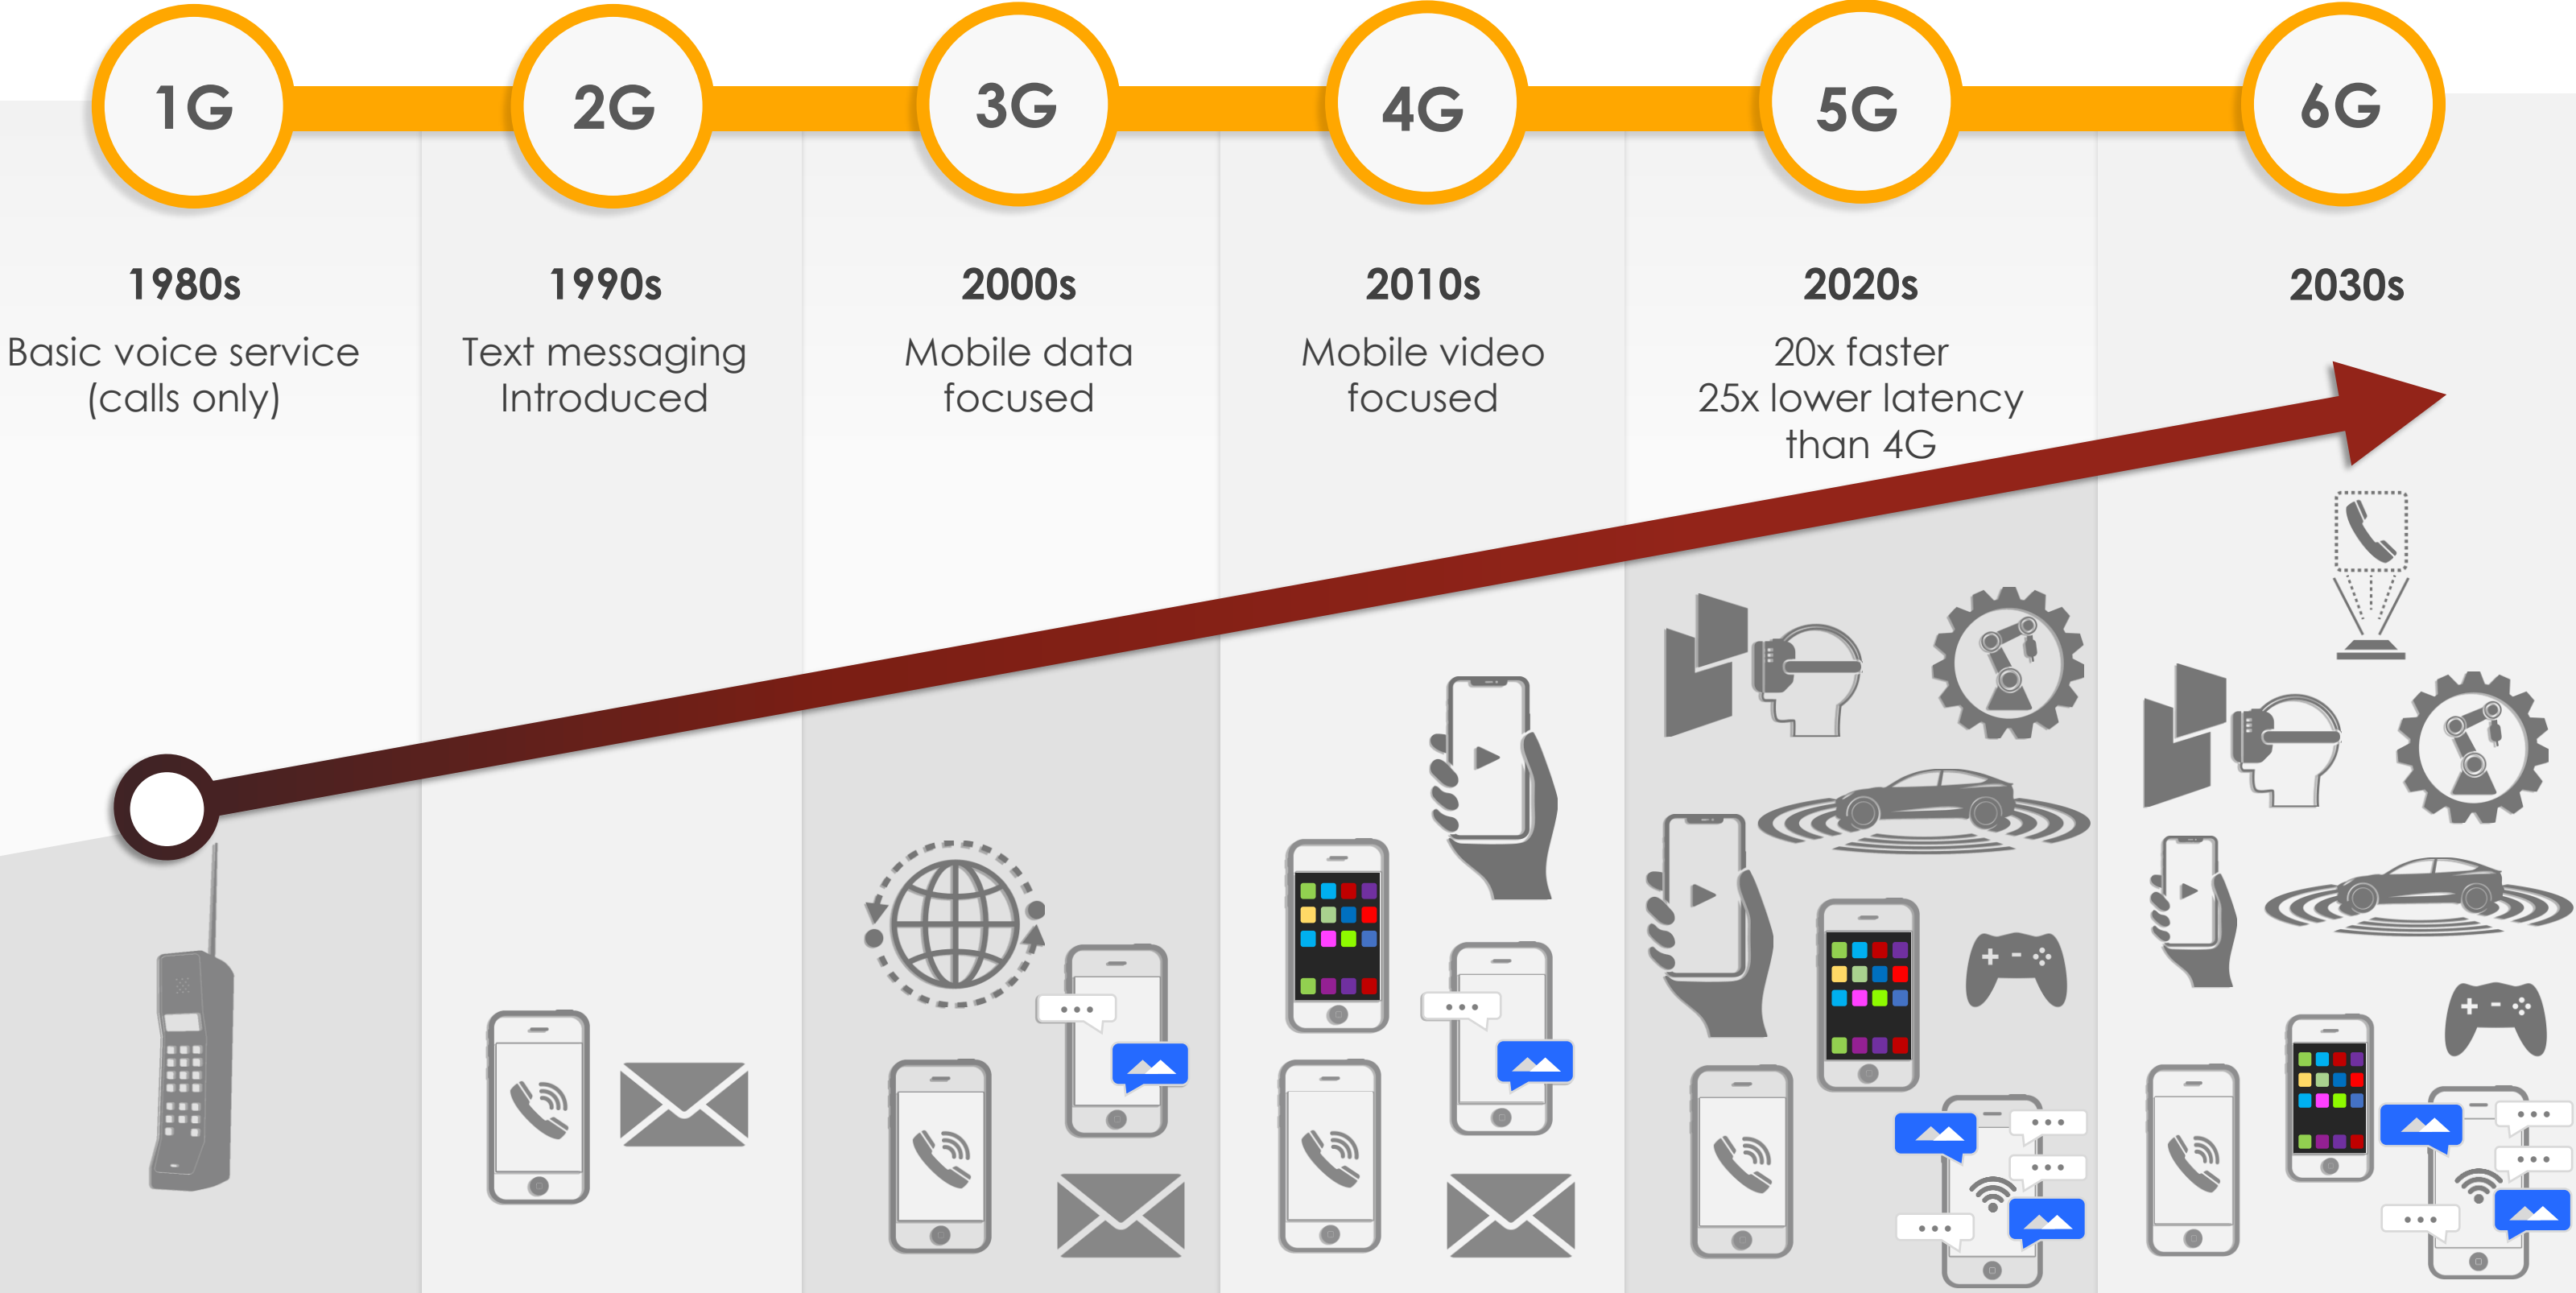 1G
2G
3G
4G
5G
6G
1980s
Basic voice service
(calls only)
1990s
Text messaging
Introduced
2000s
Mobile data
focused
2010s
Mobile video
focused
2020s
20x faster
25x lower latency
than 4G
2030s